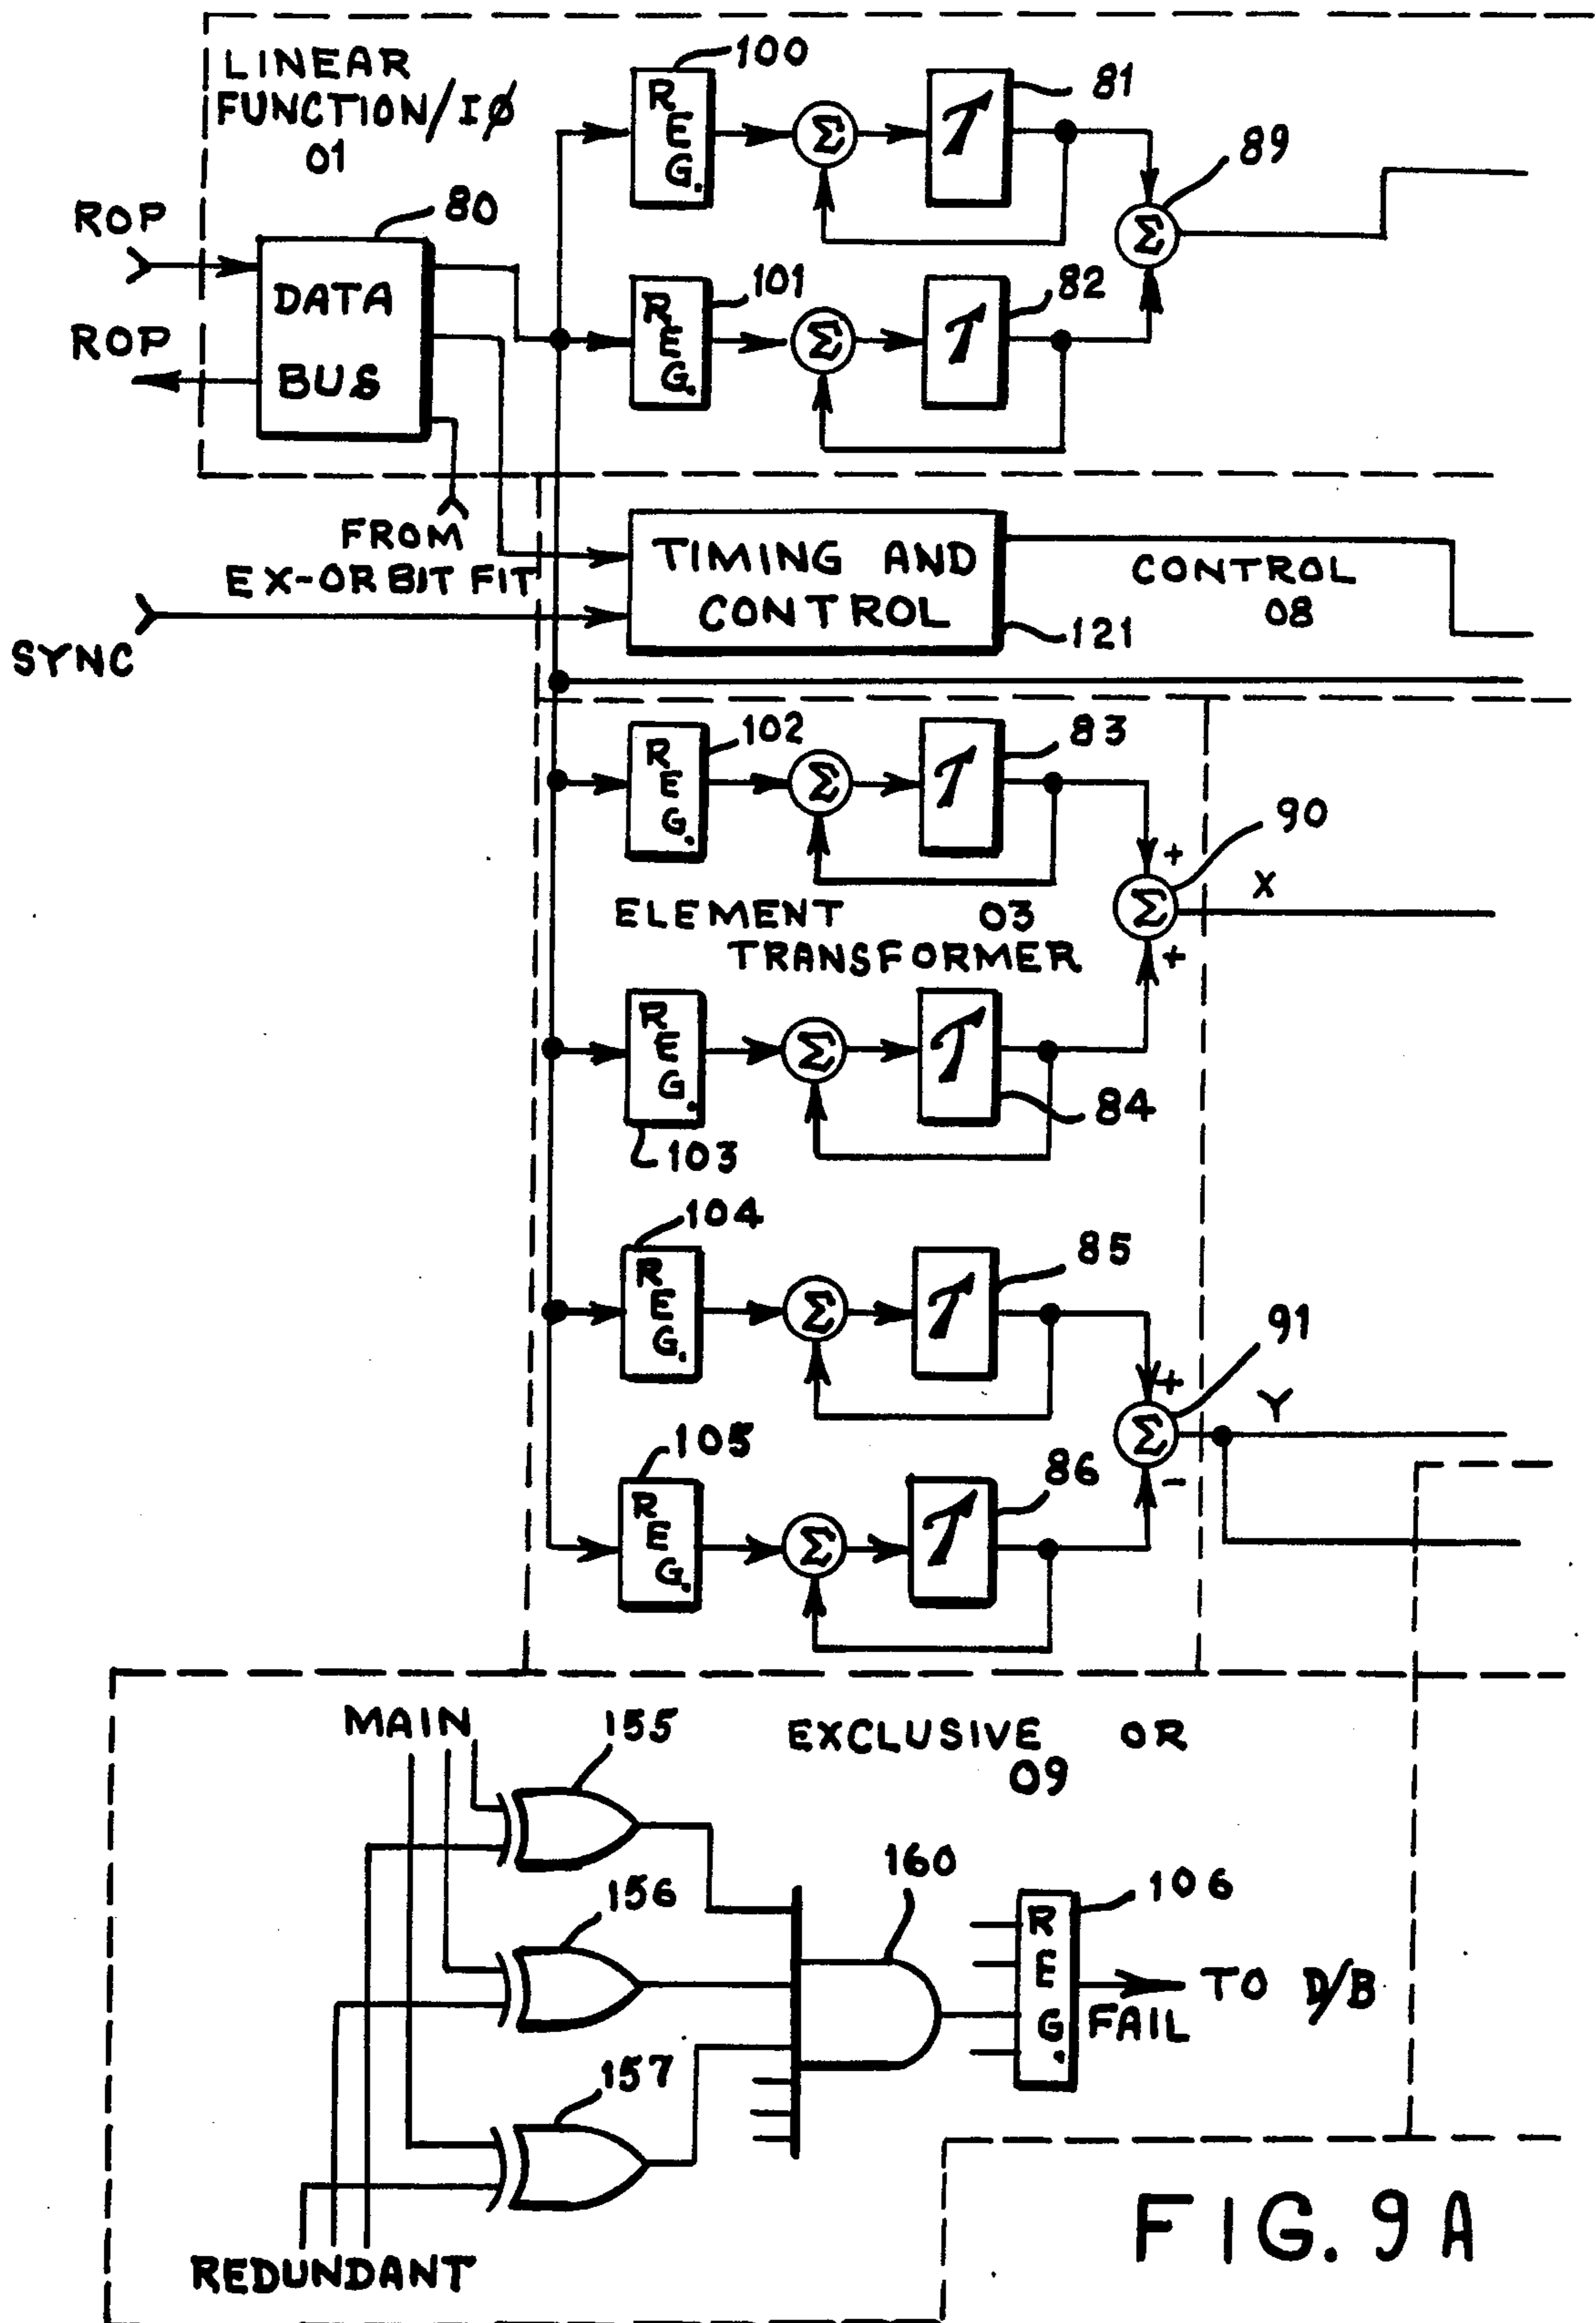 LINEAR
FUNCTION/IØ
01
100
R
E
G.
Σ
T
81
89
Σ
ROP
80
DATA
BUS
ROP
101
R
E
G.
Σ
T
82
FROM
EX-ORBIT FIT
SYNC
TIMING AND
CONTROL
121
CONTROL
08
102
R
E
G.
Σ
T
83
90
+
Σ
X
+
ELEMENT 03
TRANSFORMER
R
E
G.
103
Σ
T
84
104
R
E
G.
Σ
T
85
91
+
Σ
Y
-
105
R
E
G.
Σ
T
86
MAIN
155
EXCLUSIVE OR
09
156
157
160
106
R
E
G.
FAIL
TO D/B
REDUNDANT
FIG. 9A